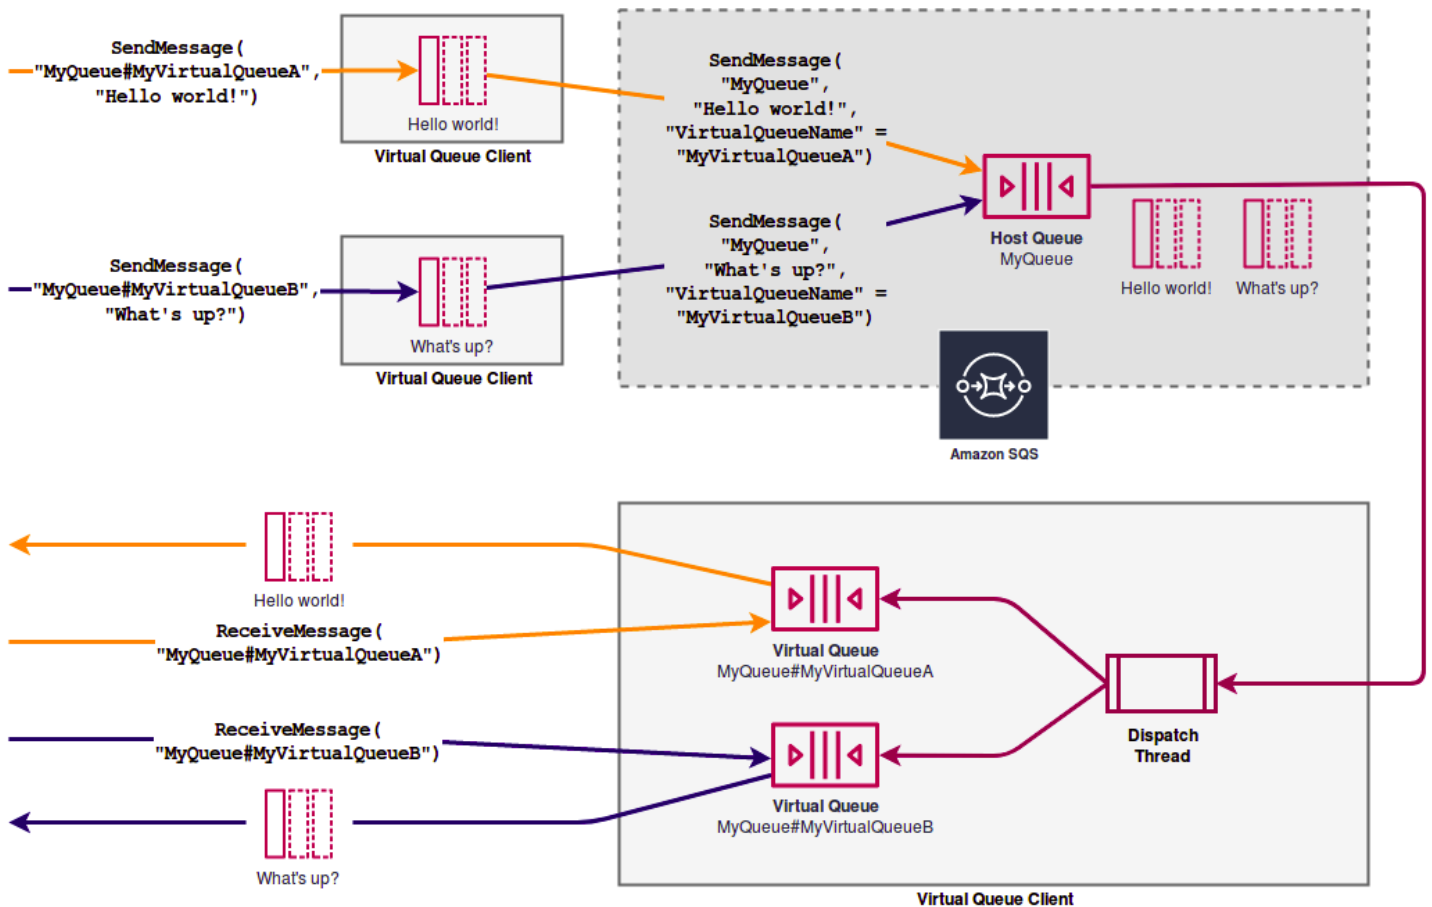 SendMessage(
"MyQueue#MyVirtualQueueA",
"Hello world!")
Hello world!
Virtual Queue Client
SendMessage(
"MyQueue",
"Hello world!",
"VirtualQueueName" =
"MyVirtualQueueA")
SendMessage(
"MyQueue#MyVirtualQueueB",
"What's up?")
What's up?
Virtual Queue Client
SendMessage(
"MyQueue",
"What's up?",
"VirtualQueueName" =
"MyVirtualQueueB")
Host Queue
MyQueue
Hello world!
What's up?
Amazon SQS
Hello world!
ReceiveMessage(
"MyQueue#MyVirtualQueueA")
Virtual Queue
MyQueue#MyVirtualQueueA
ReceiveMessage(
"MyQueue#MyVirtualQueueB")
What's up?
Virtual Queue
MyQueue#MyVirtualQueueB
Dispatch
Thread
Virtual Queue Client